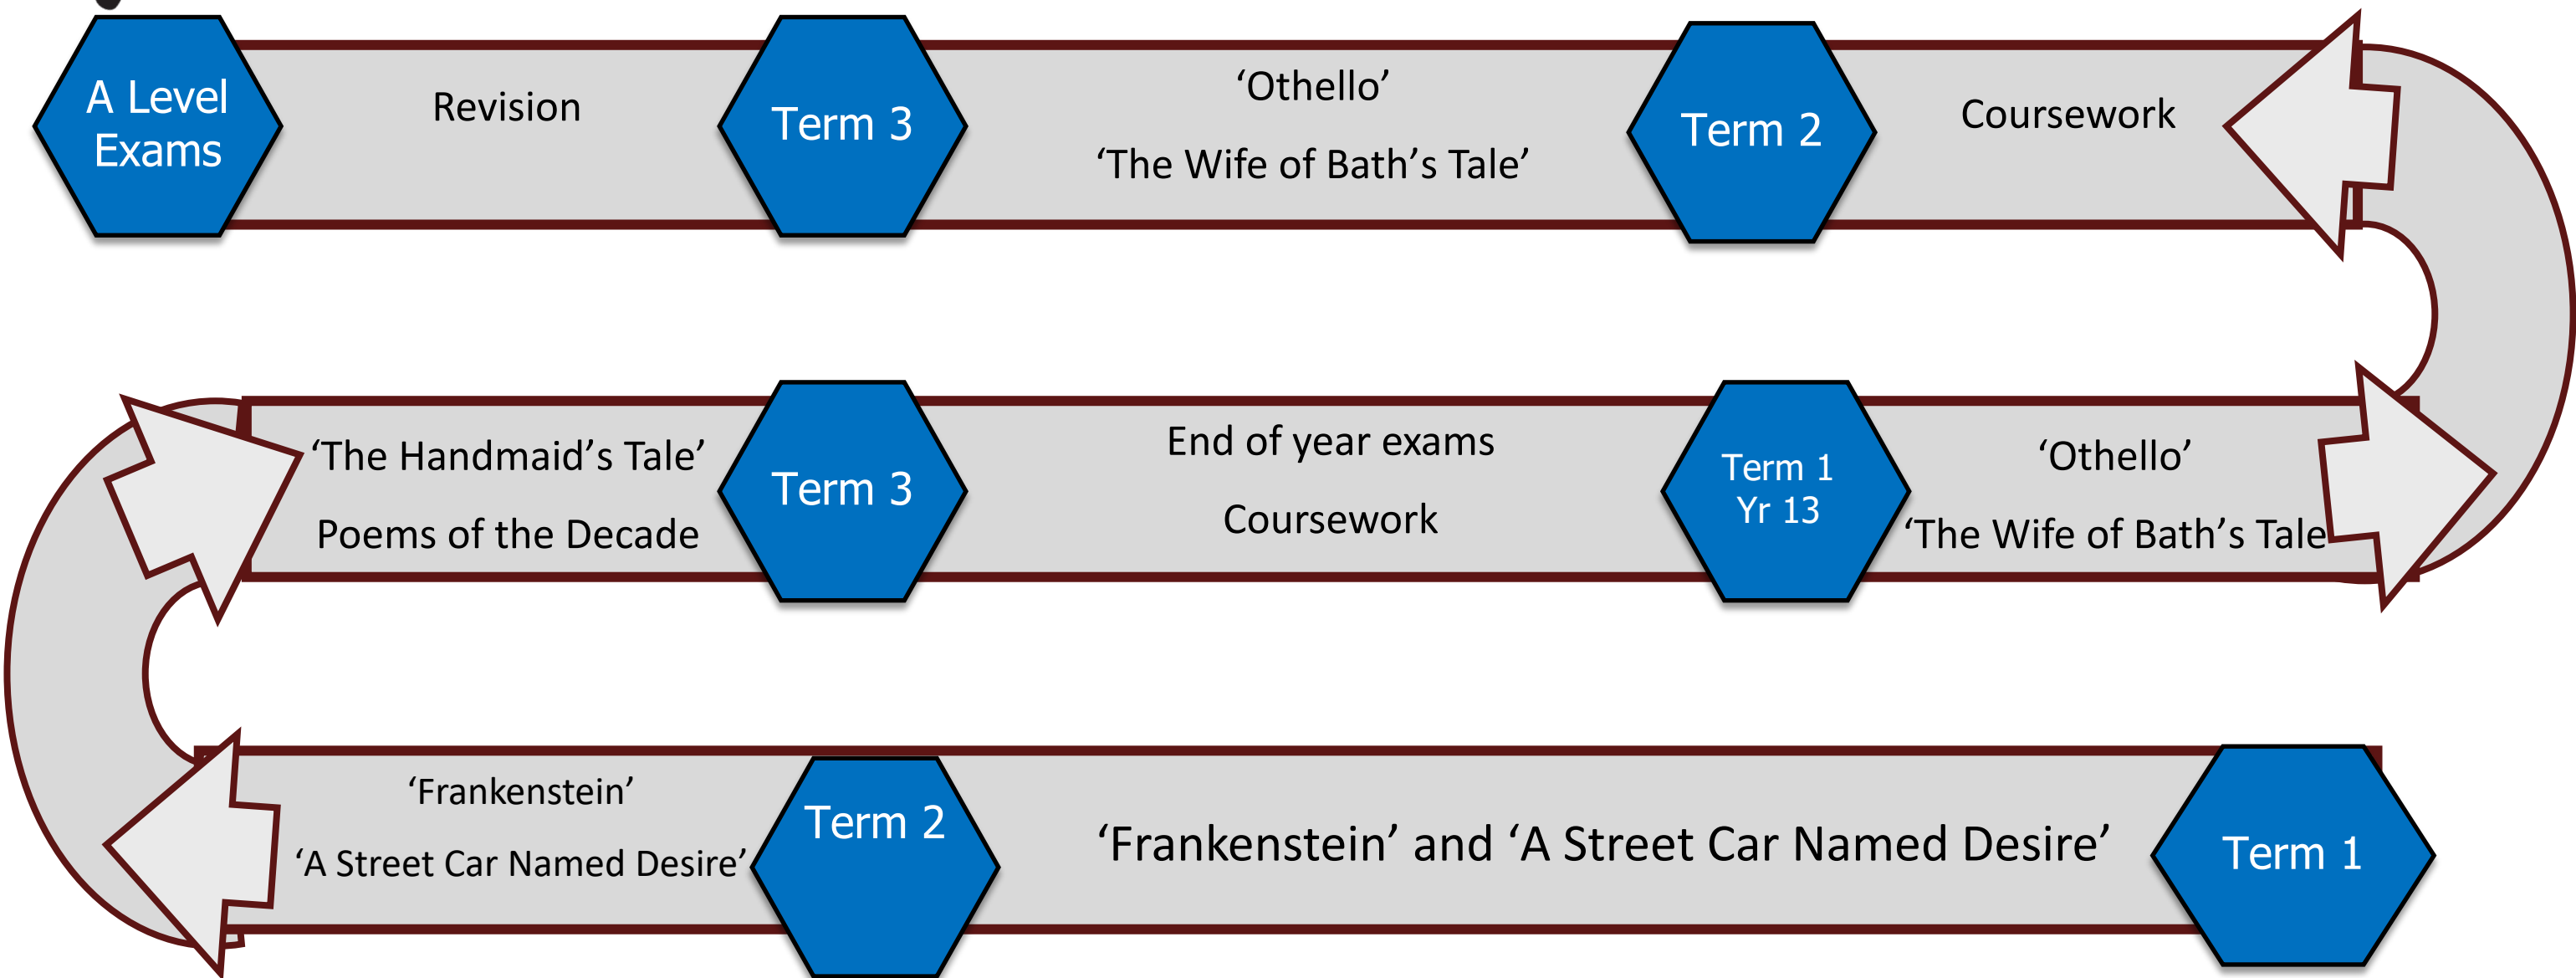 A Level
Exams
Revision
Term 3
‘Othello’
‘The Wife of Bath’s Tale’
Term 2
Coursework
‘The Handmaid’s Tale’
Poems of the Decade
Term 3
End of year exams
Coursework
Term 1
Yr 13
‘Othello’
‘The Wife of Bath’s Tale
‘Frankenstein’
‘A Street Car Named Desire’
Term 2
‘Frankenstein’ and ‘A Street Car Named Desire’
Term 1